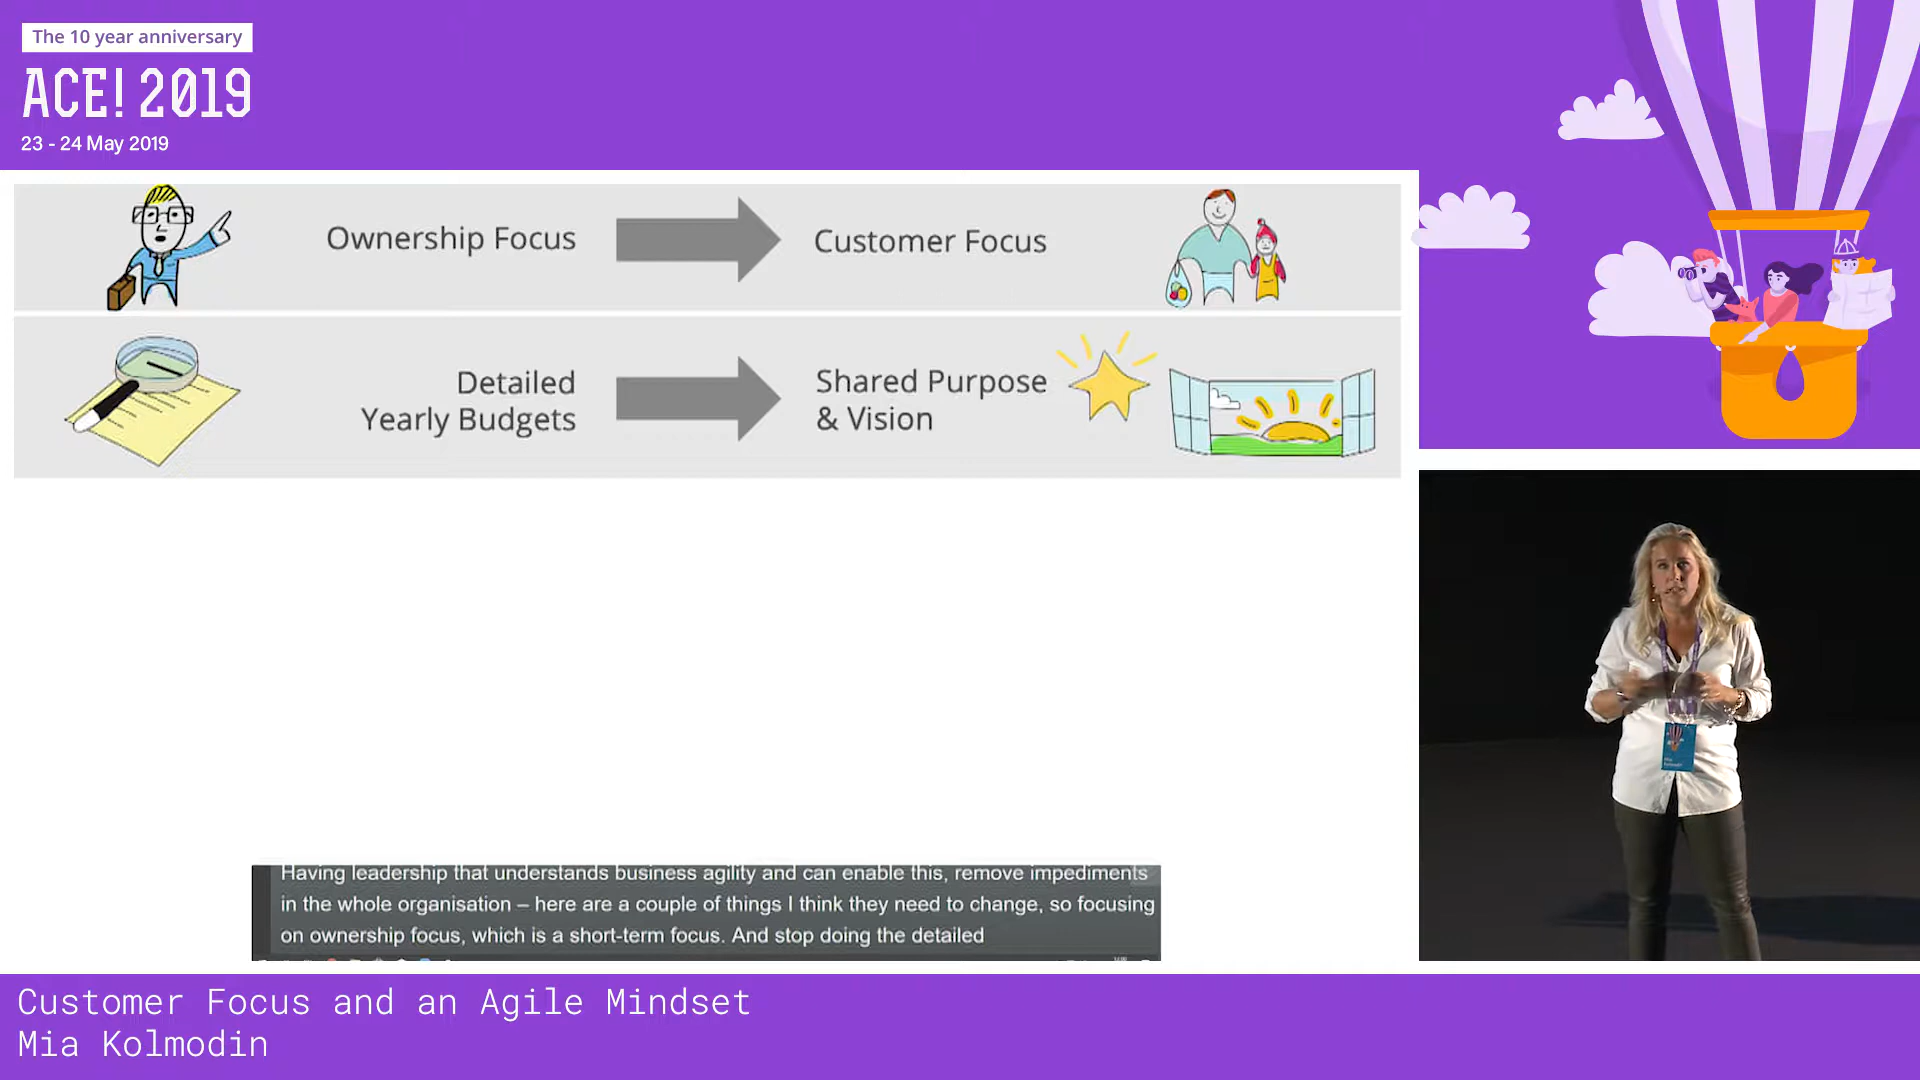 The 10 year anniversary
ACE! 2019
23 - 24 May 2019
Ownership Focus
Customer Focus
Detailed
Yearly Budgets
Shared Purpose
& Vision
Having leadership that understands business agility and can enable this, remove impediments
in the whole organisation – here are a couple of things I think they need to change, so focusing
on ownership focus, which is a short-term focus. And stop doing the detailed
Customer Focus and an Agile Mindset
Mia Kolmodin